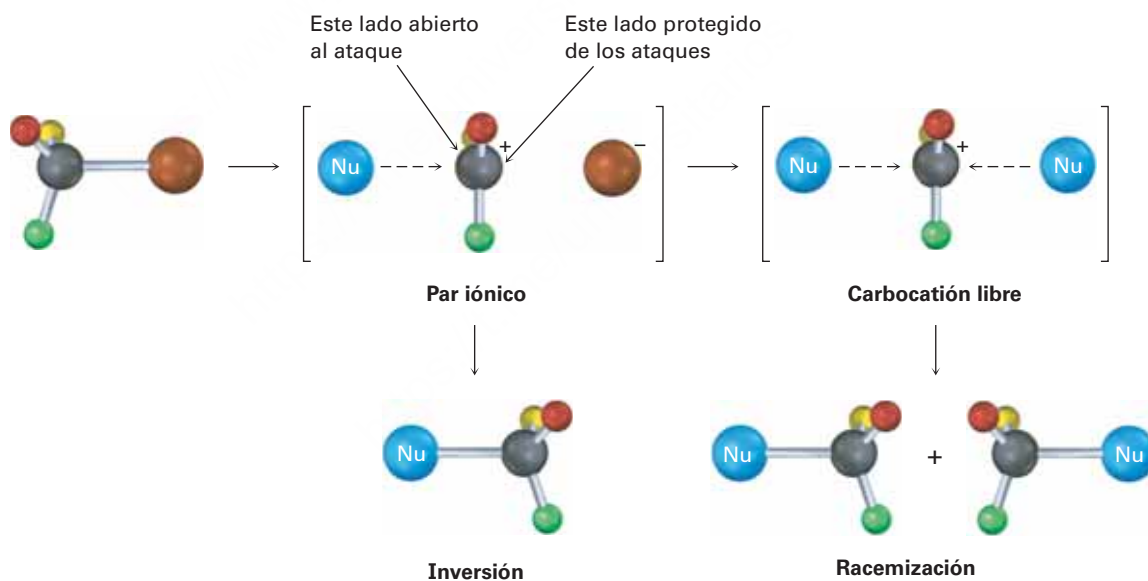 Este lado abierto
al ataque
Este lado protegido
de los ataques
Nu
+
−
Nu
+
Nu
Par iónico
Carbocatión libre
Nu
Nu
+
Nu
Inversión
Racemización